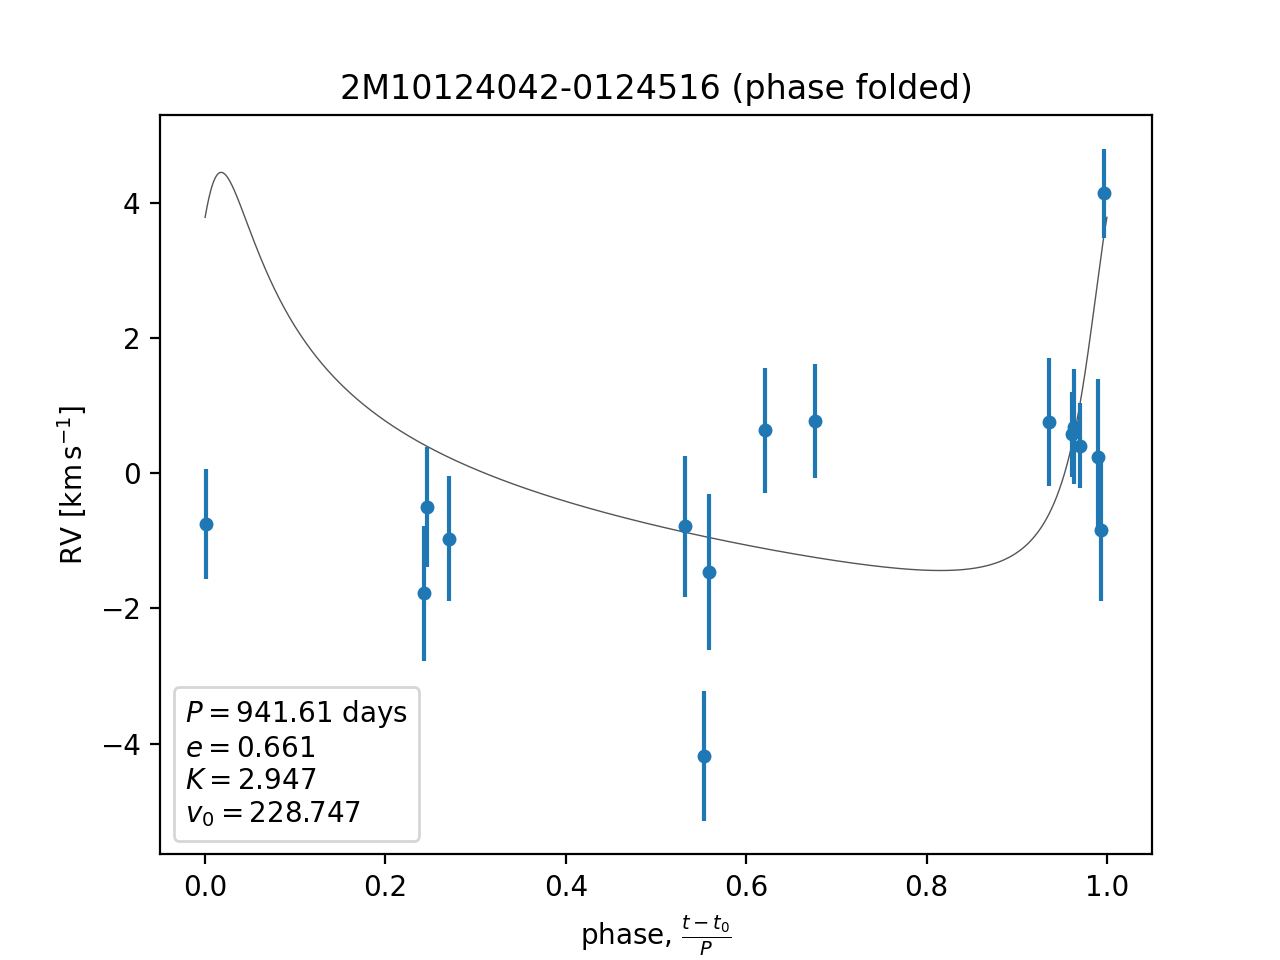 2M10124042-0124516 (phase folded)
4
2
0
−2
−4
RV [km s⁻¹]
P = 941.61 days
e = 0.661
K = 2.947
v₀ = 228.747
0.0 0.2 0.4 0.6 0.8 1.0
phase, (t − t₀)/P